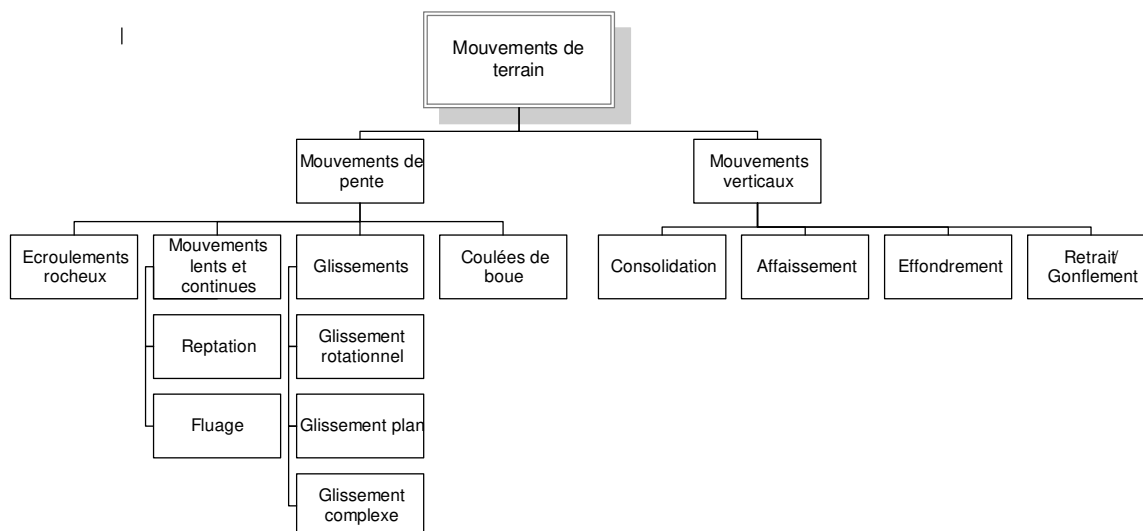 Mouvements de
terrain
Mouvements de
pente
Mouvements
verticaux
Ecroulements
rocheux
Mouvements
lents et
continues
Glissements
Coulées de
boue
Consolidation
Affaissement
Effondrement
Retrait/
Gonflement
Reptation
Glissement
rotationnel
Fluage
Glissement plan
Glissement
complexe